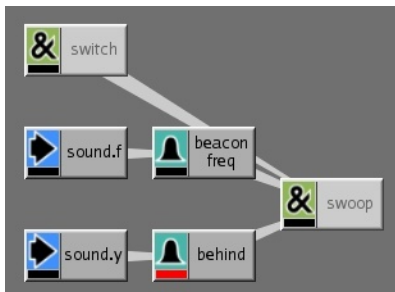 & switch
sound.f
beacon
freq
& swoop
sound.y
behind